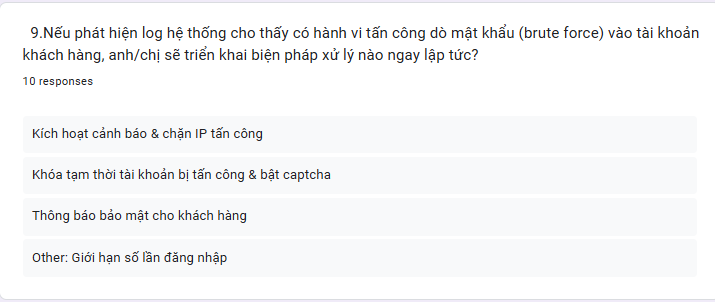 9.Nếu phát hiện log hệ thống cho thấy có hành vi tấn công dò mật khẩu (brute force) vào tài khoản
khách hàng, anh/chị sẽ triển khai biện pháp xử lý nào ngay lập tức?
10 responses
Kích hoạt cảnh báo & chặn IP tấn công
Khóa tạm thời tài khoản bị tấn công & bật captcha
Thông báo bảo mật cho khách hàng
Other: Giới hạn số lần đăng nhập